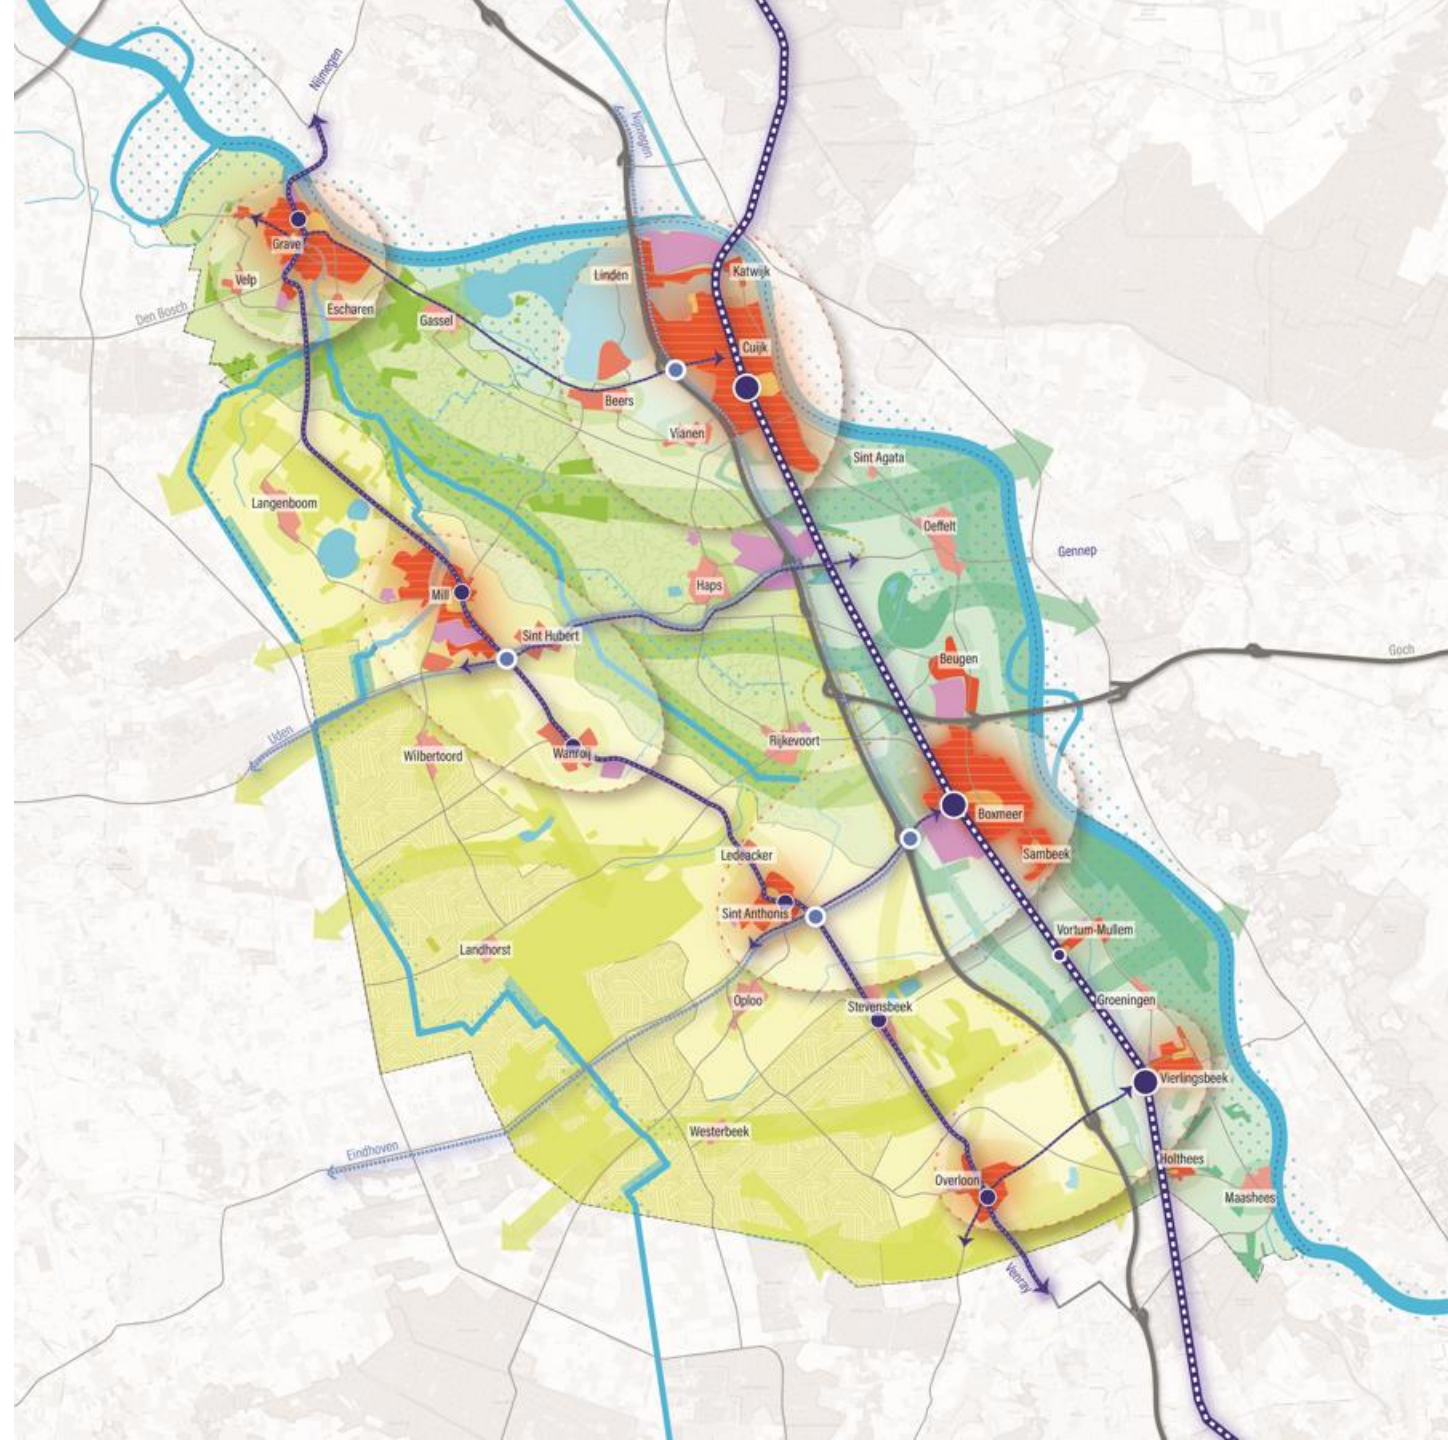 Nijmegen
Nijmegen
Grave
Linden
Katwijk
Velp
Escharen
Den Bosch
Gassel
Cuijk
Beers
Vianen
Sint Agata
Langenboom
Oeffelt
Gennep
Haps
Mill
Sint Hubert
Beugen
Goch
Uden
Wilbertoord
Wanroij
Rijkevoort
Boxmeer
Ledeacker
Sambeek
Sint Anthonis
Vortum-Mullem
Landhorst
Oploo
Stevensbeek
Groeningen
Vierlingsbeek
Westerbeek
Eindhoven
Holthees
Overloon
Maashees
Venray